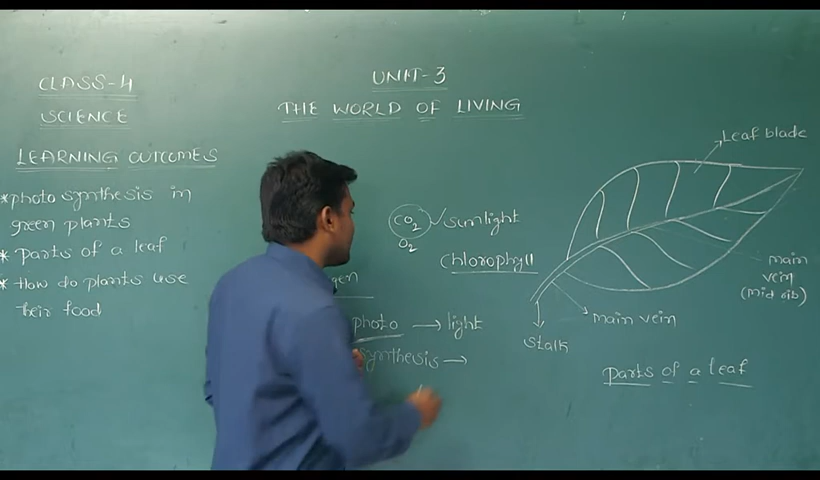 CLASS-4
SCIENCE
LEARNING OUTCOMES
*photo synthesis in
green plants
* parts of a leaf
* How do plants use
their food
UNIT-3
THE WORLD OF LIVING
CO2 sunlight
O2
chlorophyll
gen
photo → light
synthesis →
Leaf blade
main
vein
(mid rib)
main vein
stalk
parts of a leaf